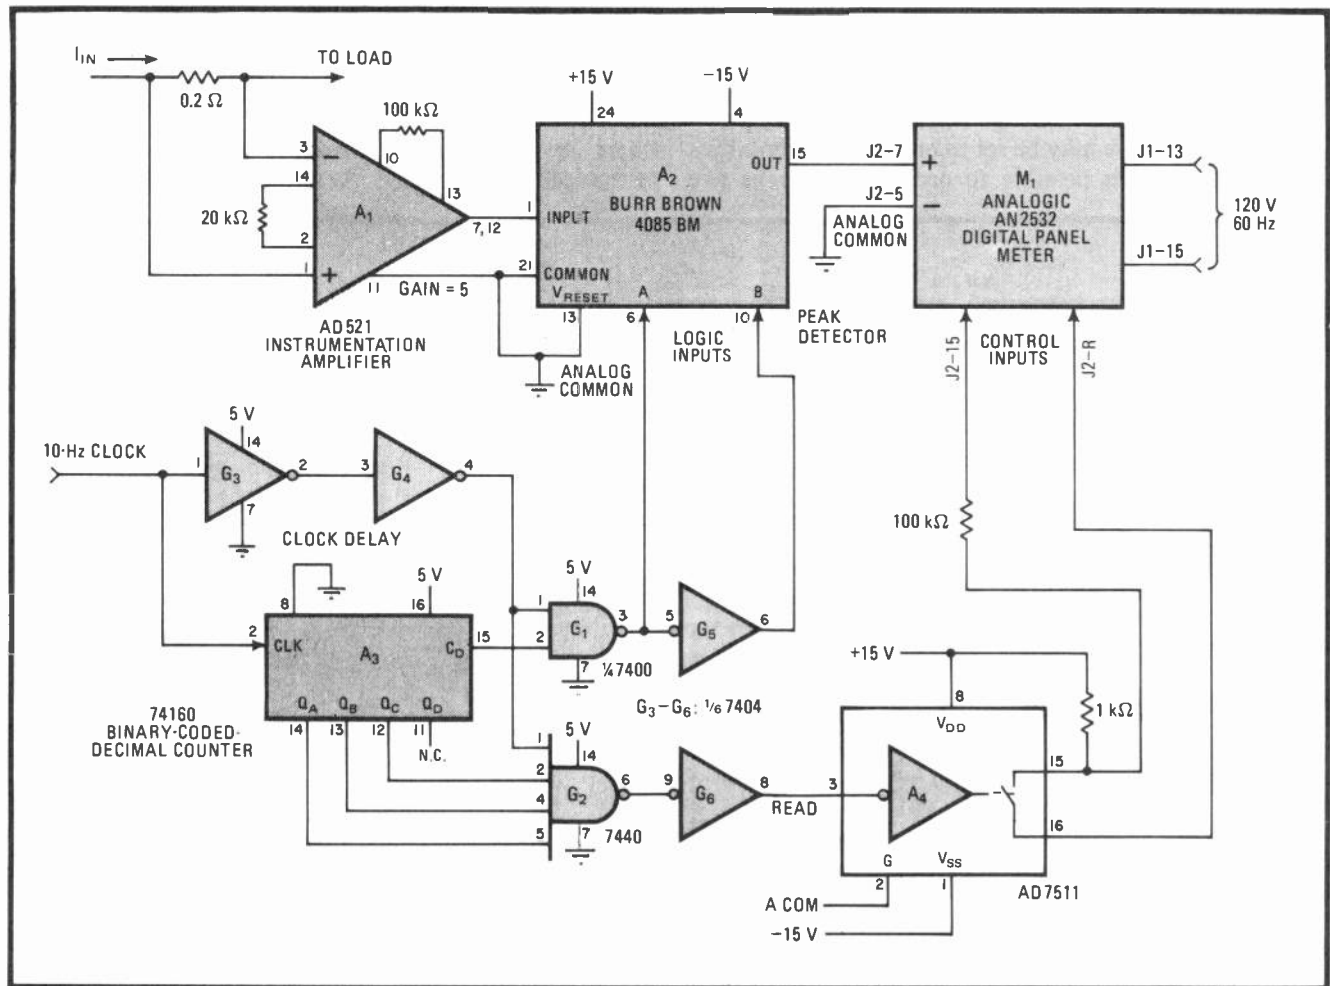 I_IN
TO LOAD
0.2 Ω
100 kΩ
3
10
14
13
20 kΩ
A1
2
7, 12
1
11
GAIN = 5
AD521
INSTRUMENTATION
AMPLIFIER
+15 V
−15 V
24
4
OUT
15
A2
BURR BROWN
4085 BM
1
INPUT
21
COMMON
V_RESET
A
B
13
6
10
LOGIC
INPUTS
PEAK
DETECTOR
ANALOG
COMMON
J2-7
J2-5
ANALOG
COMMON
+
−
M1
ANALOGIC
AN2532
DIGITAL PANEL
METER
J1-13
J1-15
120 V
60 Hz
J2-15
CONTROL
INPUTS
J2-R
10-Hz CLOCK
5 V
14
1
G3
2
7
3
G4
4
CLOCK DELAY
8
5 V
16
2
CLK
A3
C_D
15
Q_A
Q_B
Q_C
Q_D
14
13
12
11
N.C.
74160
BINARY-CODED-
DECIMAL COUNTER
5 V
14
1
2
G1
3
7
¼ 7400
5
G5
6
G3–G6: 1/6 7404
5 V
14
1
2
4
5
G2
6
7
7440
9
G6
8
READ
3
100 kΩ
+15 V
8
V_DD
1 kΩ
15
A4
16
G
V_SS
2
1
AD7511
A COM
−15 V